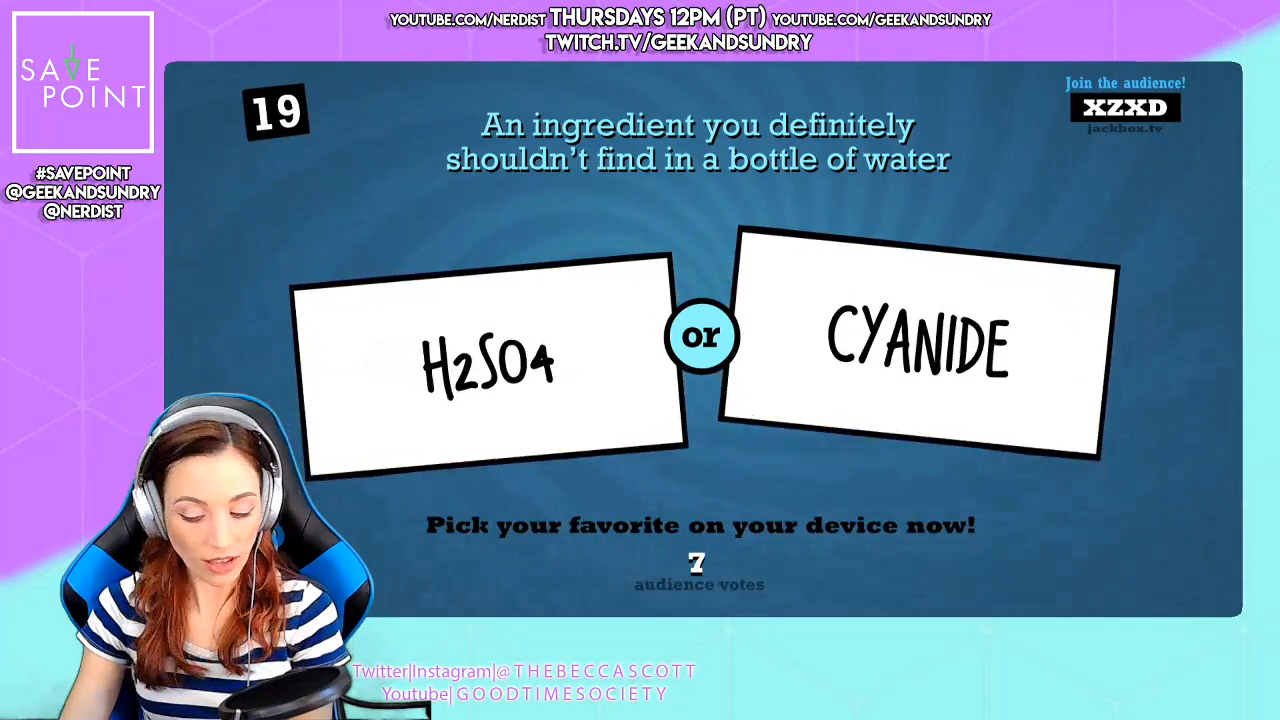 YOUTUBE.COM/NERDIST THURSDAYS 12PM (PT) YOUTUBE.COM/GEEKANDSUNDRY
TWITCH.TV/GEEKANDSUNDRY
SAVE
POINT
#SAVEPOINT
@GEEKANDSUNDRY
@NERDIST
19
An ingredient you definitely
shouldn't find in a bottle of water
Join the audience!
XZXD
jackbox.tv
H2SO4
or
CYANIDE
Pick your favorite on your device now!
7
audience votes
Twitter|Instagram|@THEBECCASCOTT
Youtube|GOODTIMESOCIETY